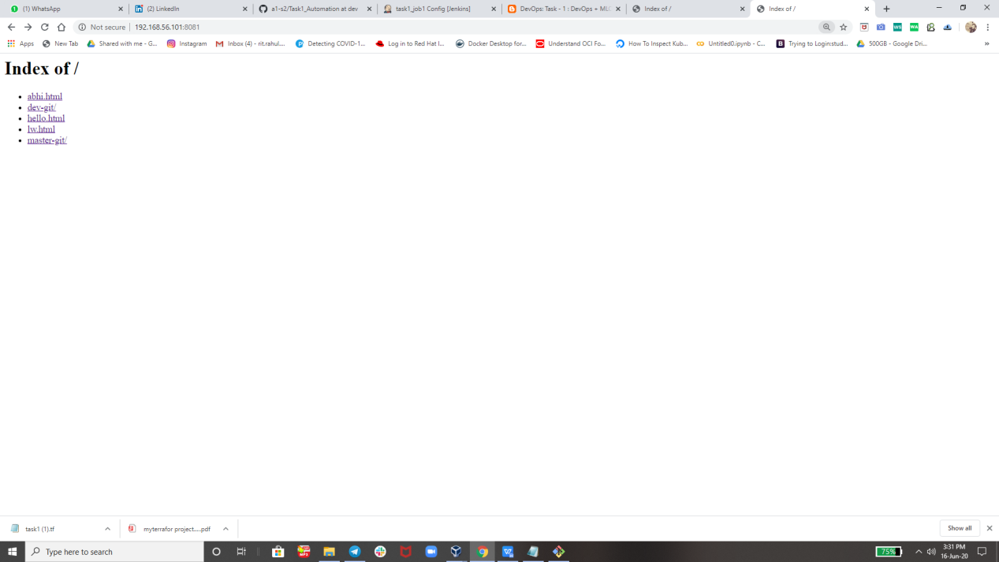 (1) WhatsApp
(2) LinkedIn
a1-s2/Task1_Automation at dev
task1_job1 Config [Jenkins]
DevOps: Task - 1 : DevOps + MLO
Index of /
Index of /
Not secure
192.168.56.101:8081
Apps
New Tab
Shared with me - G...
Instagram
Inbox (4) - rit.rahul...
Detecting COVID-1...
Log in to Red Hat I...
Docker Desktop for...
Understand OCI Fo...
How To Inspect Kub...
Untitled0.ipynb - C...
Trying to Login:stud...
500GB - Google Dri...
Index of /
abhi.html
dev-git/
hello.html
lw.html
master-git/
task1 (1).tf
myterrafor project....pdf
Show all
Type here to search
75%
3:31 PM
16-Jun-20